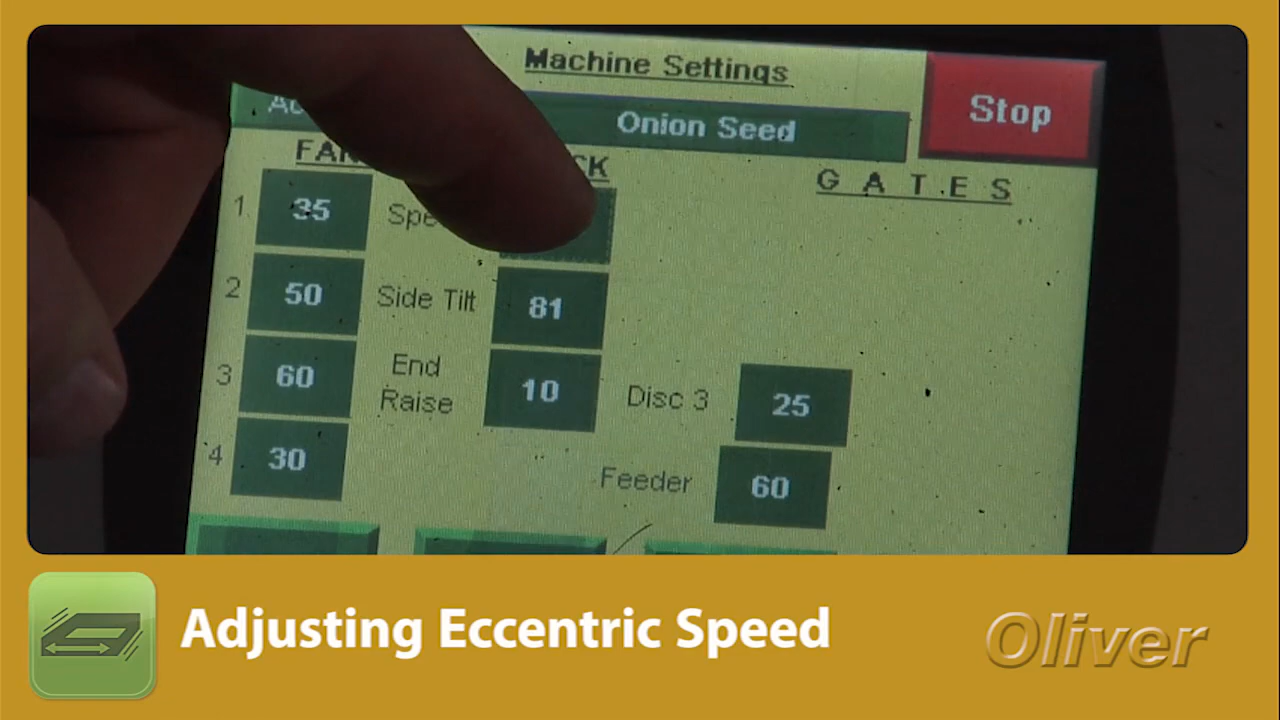 Machine Settings
Stop
Onion Seed
GATES
1 35
2 50 Side Tilt 81
3 60 End Raise 10 Disc 3 25
4 30 Feeder 60
Adjusting Eccentric Speed
Oliver